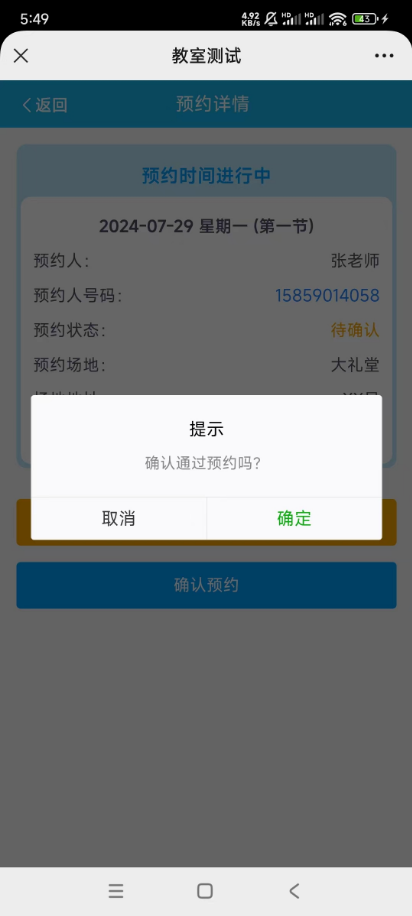 5:49
4.92 KB/s HD HD 43
教室测试
返回 预约详情
预约时间进行中
2024-07-29 星期一 (第一节)
预约人: 张老师
预约人号码: 15859014058
预约状态: 待确认
预约场地: 大礼堂
提示
确认通过预约吗?
取消 确定
确认预约